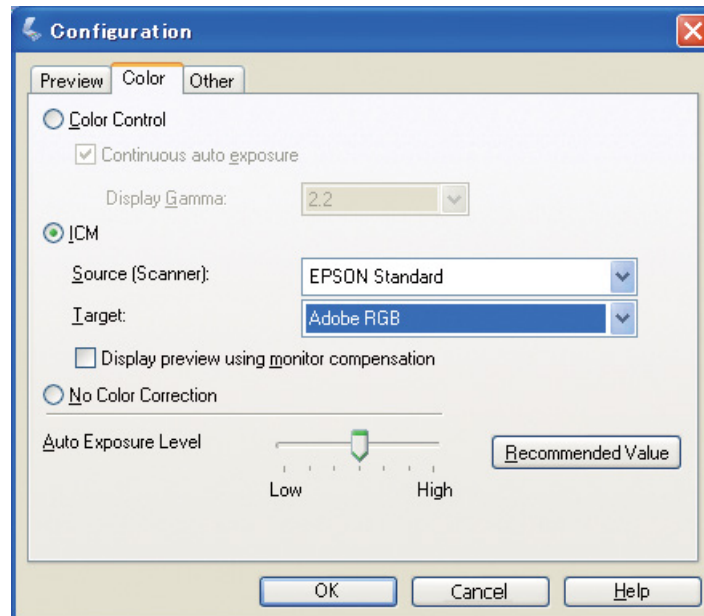 Configuration
Preview Color Other
Color Control
Continuous auto exposure
Display Gamma: 2.2
ICM
Source (Scanner): EPSON Standard
Target: Adobe RGB
Display preview using monitor compensation
No Color Correction
Auto Exposure Level
Recommended Value
Low High
OK Cancel Help